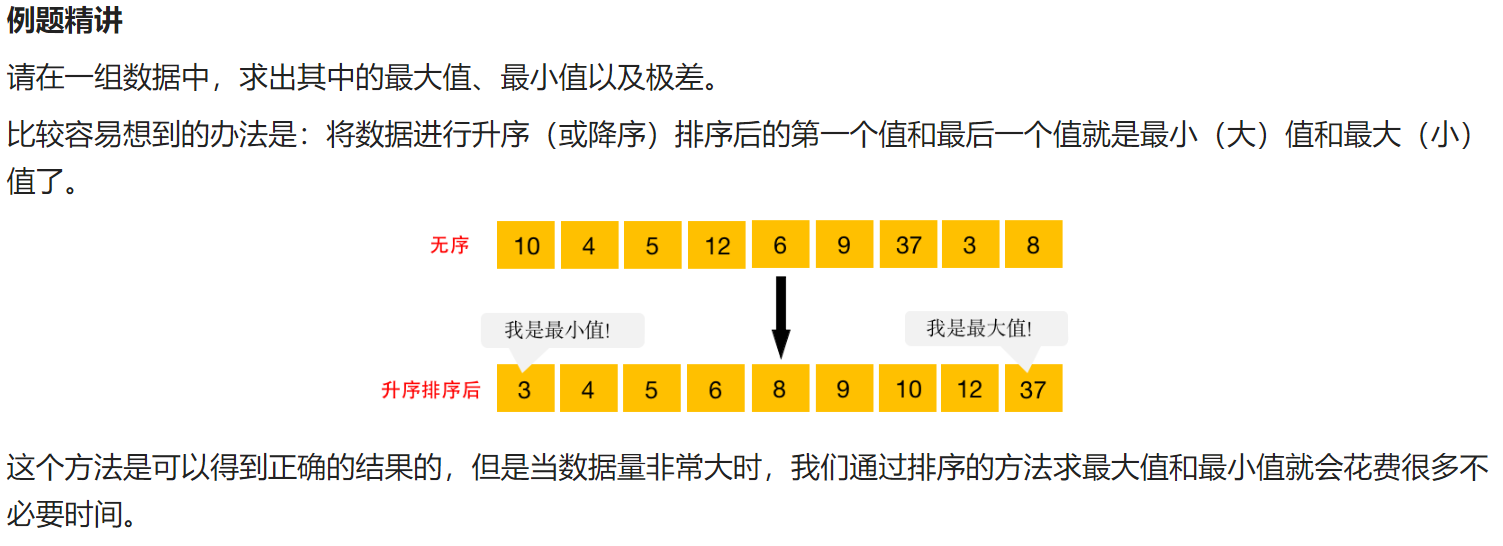 例题精讲
请在一组数据中，求出其中的最大值、最小值以及极差。
比较容易想到的办法是：将数据进行升序（或降序）排序后的第一个值和最后一个值就是最小（大）值和最大（小）
值了。
无序 10 4 5 12 6 9 37 3 8
我是最小值! 我是最大值!
升序排序后 3 4 5 6 8 9 10 12 37
这个方法是可以得到正确的结果的，但是当数据量非常大时，我们通过排序的方法求最大值和最小值就会花费很多不
必要时间。